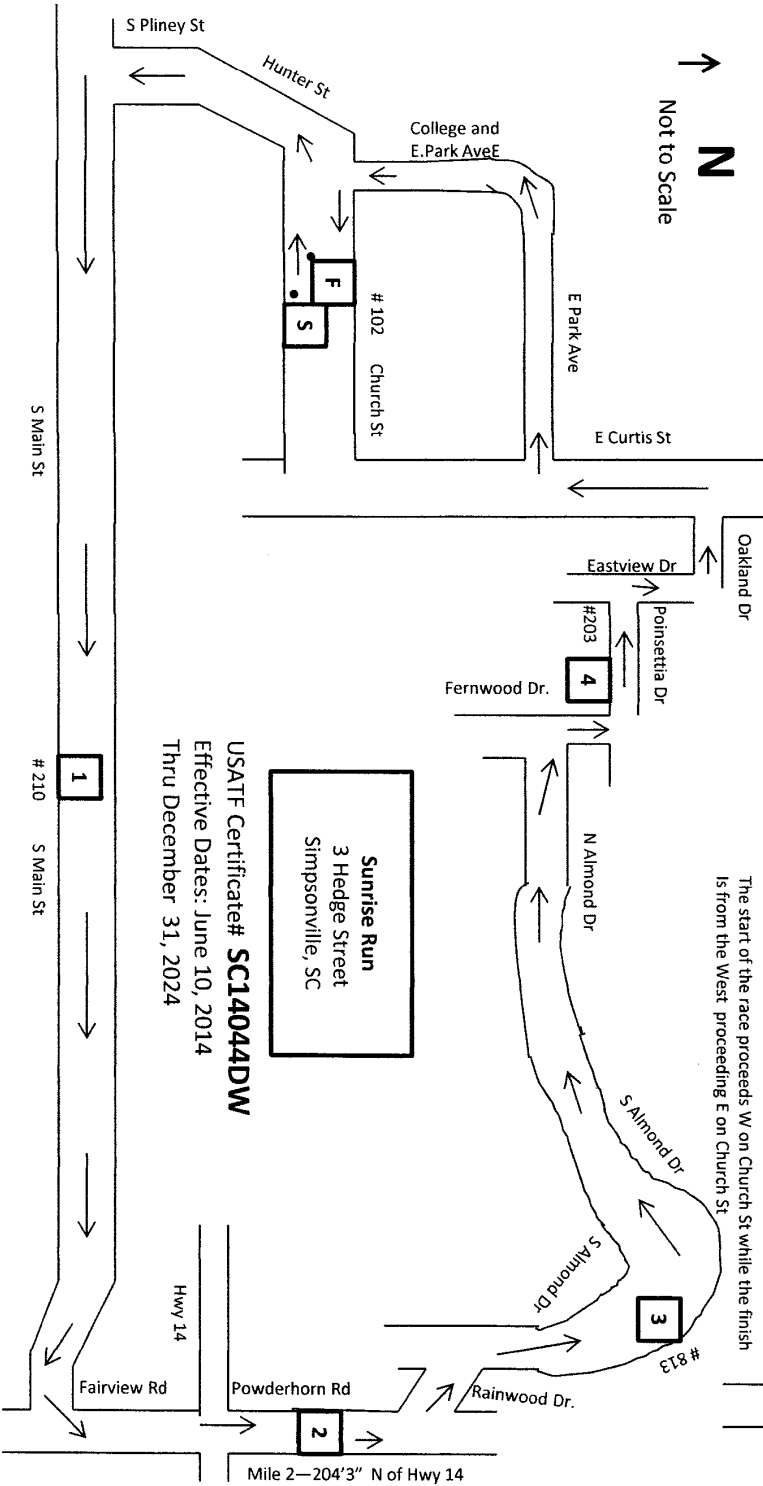 S Pliney St
Hunter St
College and
E.Park AveE
N
Not to Scale
F
S
# 102
Church St
E Park Ave
E Curtis St
Oakland Dr
Eastview Dr
Poinsettia Dr
#203
4
Fernwood Dr.
N Almond Dr
The start of the race proceeds W on Church St while the finish
Is from the West proceeding E on Church St
S Main St
1
# 210
S Main St
Sunrise Run
3 Hedge Street
Simpsonville, SC
USATF Certificate# SC14044DW
Effective Dates: June 10, 2014
Thru December 31, 2024
S Almond Dr
S Almond Dr
3
# 813
Hwy 14
Fairview Rd
Powderhorn Rd
Rainwood Dr.
2
Mile 2—204'3" N of Hwy 14